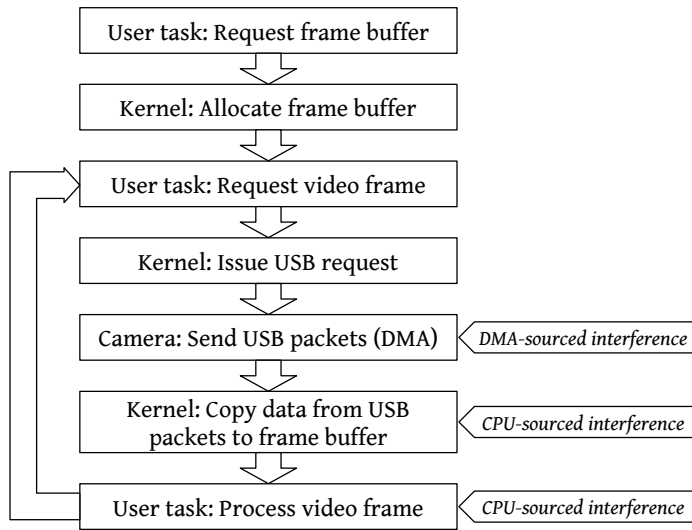 User task: Request frame buffer
Kernel: Allocate frame buffer
User task: Request video frame
Kernel: Issue USB request
Camera: Send USB packets (DMA)
DMA-sourced interference
Kernel: Copy data from USB
packets to frame buffer
CPU-sourced interference
User task: Process video frame
CPU-sourced interference